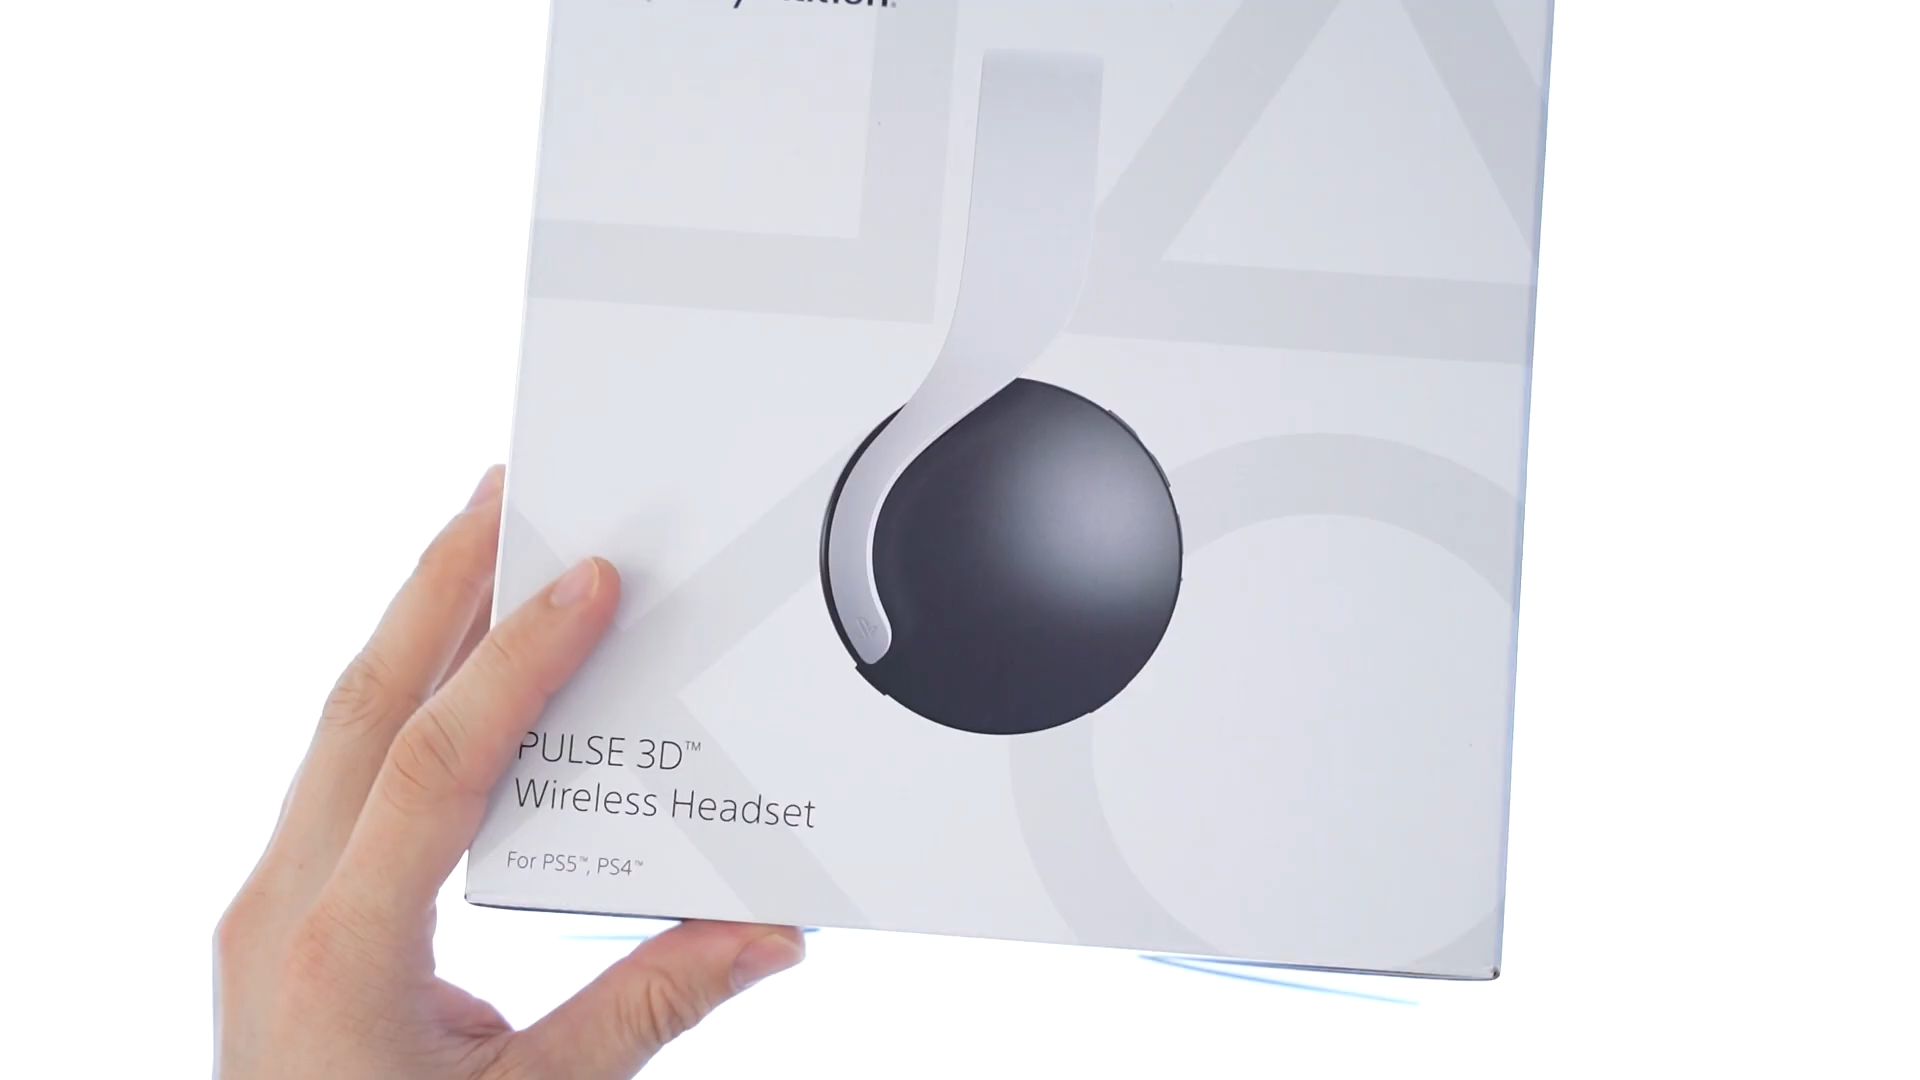 PULSE 3D™
Wireless Headset
For PS5™, PS4™